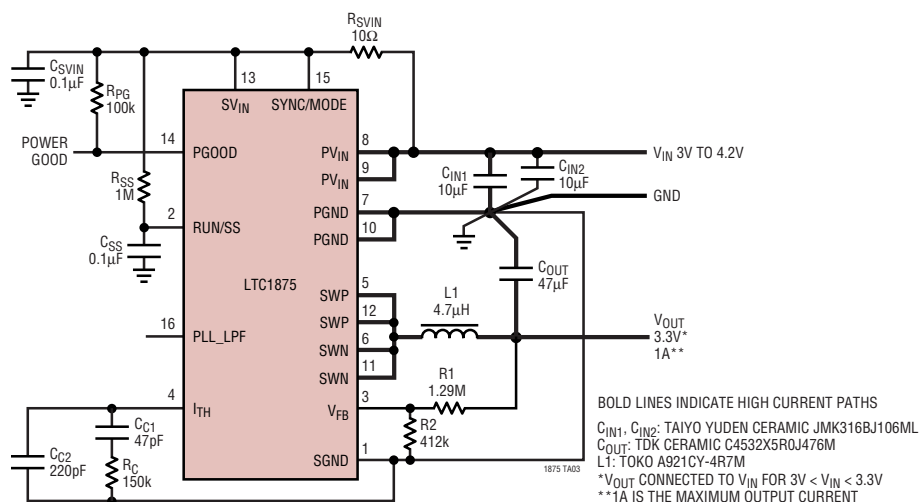 RSVIN
10Ω
CSVIN
0.1µF
RPG
100k
13
15
SVIN
SYNC/MODE
POWER
GOOD
14
PGOOD
8
PVIN
VIN 3V TO 4.2V
9
PVIN
CIN1
10µF
CIN2
10µF
RSS
1M
7
PGND
GND
2
RUN/SS
10
PGND
CSS
0.1µF
COUT
47µF
LTC1875
5
SWP
L1
4.7µH
12
SWP
VOUT
3.3V*
1A**
16
PLL_LPF
6
SWN
11
SWN
R1
1.29M
4
ITH
3
VFB
R2
412k
CC1
47pF
CC2
220pF
RC
150k
1
SGND
1875 TA03
BOLD LINES INDICATE HIGH CURRENT PATHS
CIN1, CIN2: TAIYO YUDEN CERAMIC JMK316BJ106ML
COUT: TDK CERAMIC C4532X5R0J476M
L1: TOKO A921CY-4R7M
*VOUT CONNECTED TO VIN FOR 3V < VIN < 3.3V
**1A IS THE MAXIMUM OUTPUT CURRENT